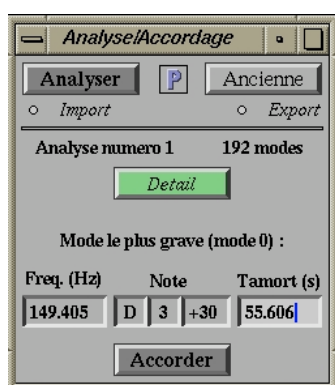 Analyse/Accordage
Analyser P Ancienne
Import Export
Analyse numero 1 192 modes
Detail
Mode le plus grave (mode 0) :
Freq. (Hz) Note Tamort (s)
149.405 D 3 +30 55.606
Accorder